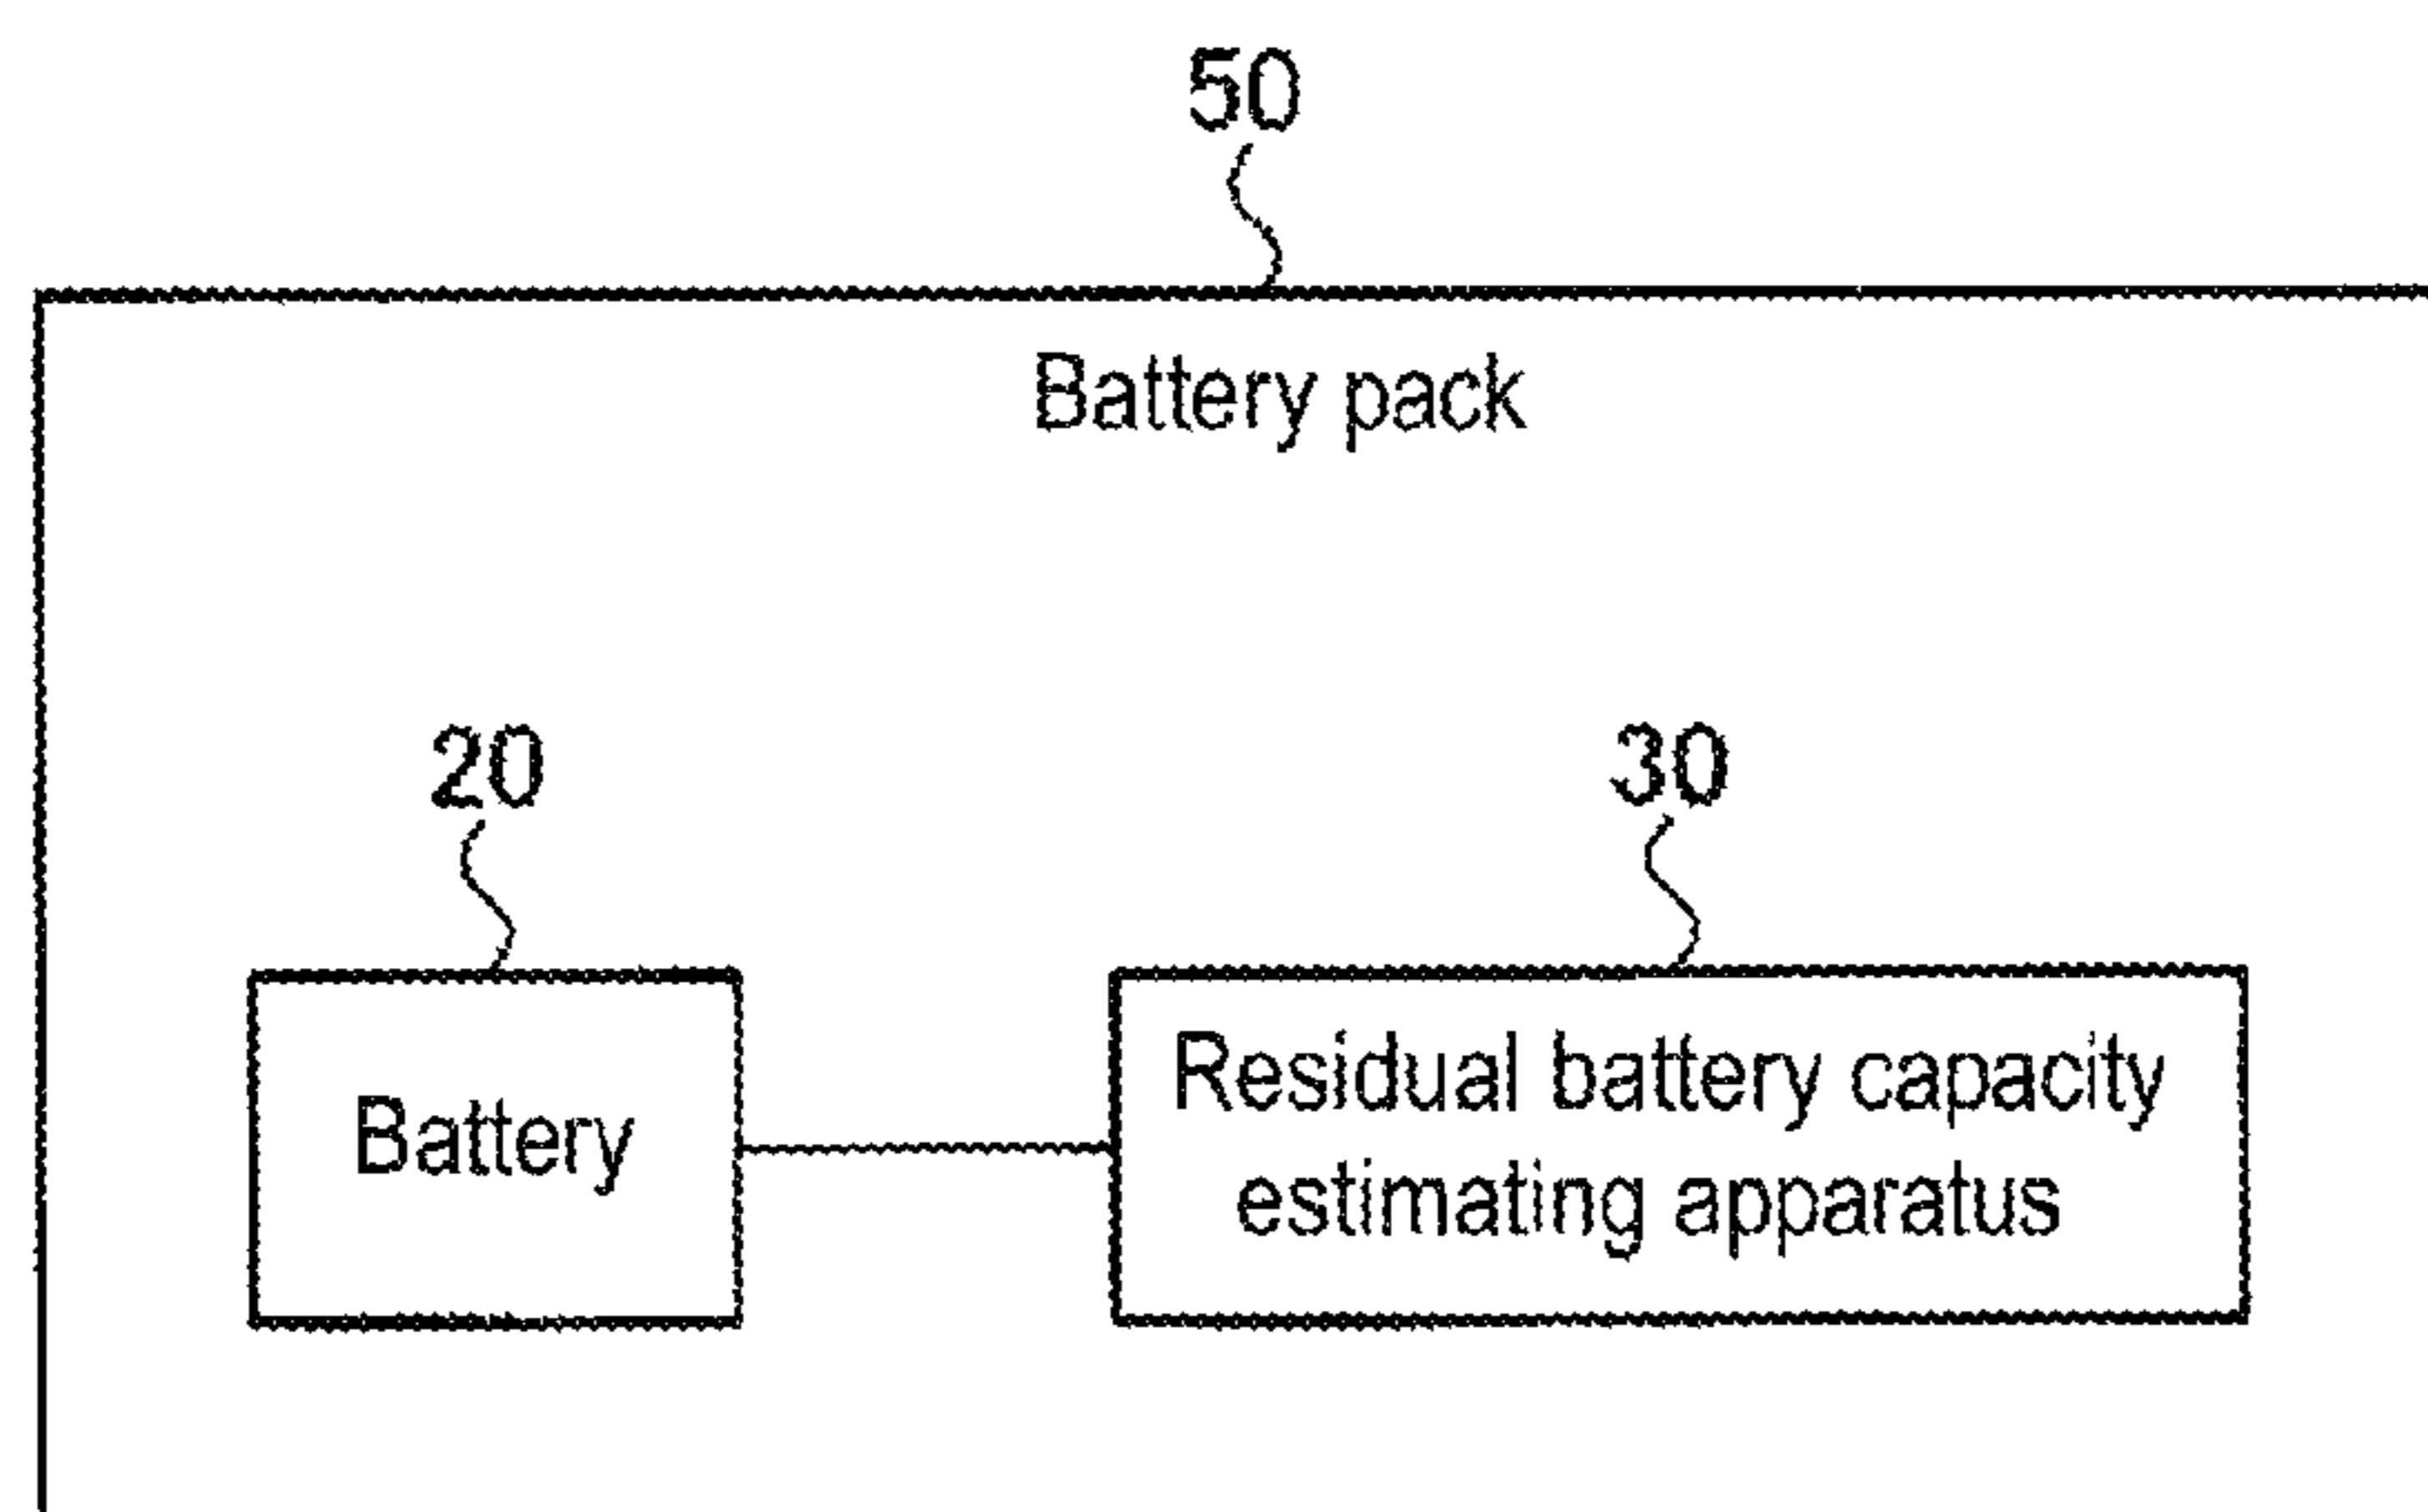 50
Battery pack
20
30
Battery
Residual battery capacity
estimating apparatus